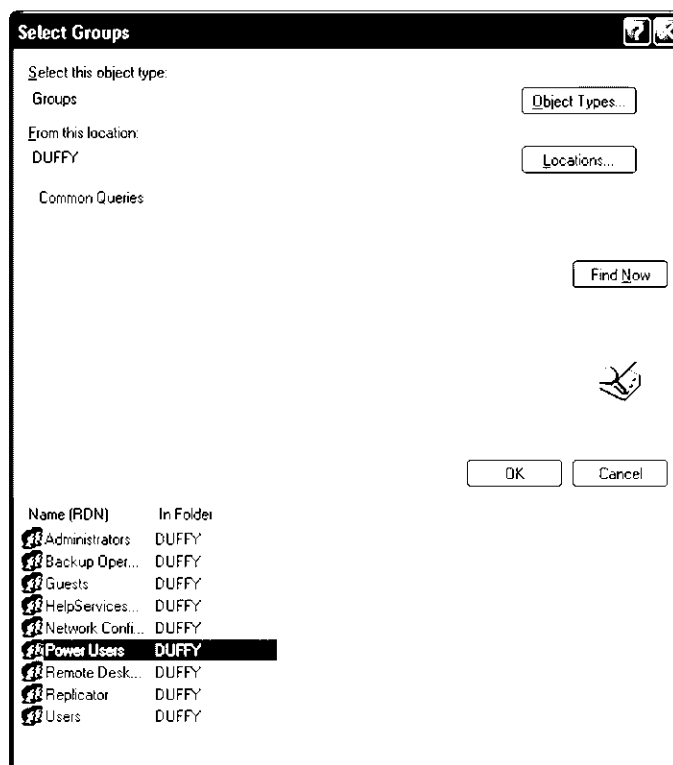 Select Groups
Select this object type:
Groups
Object Types...
From this location:
DUFFY
Locations...
Common Queries
Find Now
OK
Cancel
Name (RDN) In Folder
Administrators DUFFY
Backup Oper... DUFFY
Guests DUFFY
HelpServices... DUFFY
Network Confi... DUFFY
Power Users DUFFY
Remote Desk... DUFFY
Replicator DUFFY
Users DUFFY